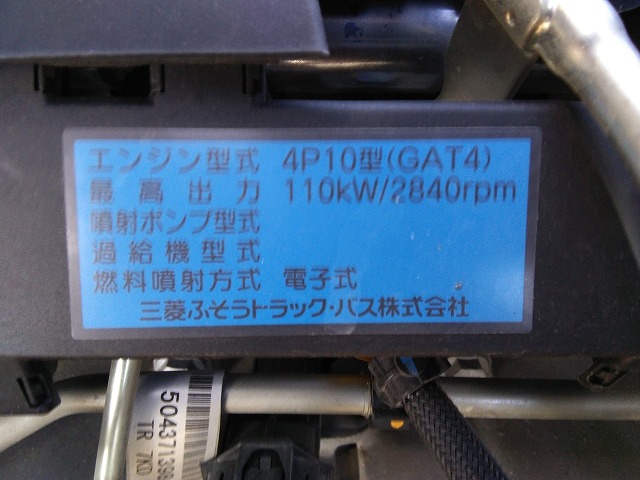 エンジン型式 4P10型(GAT4)
最高出力 110kW/2840rpm
噴射ポンプ型式
過給機型式
燃料噴射方式 電子式
三菱ふそうトラック・バス株式会社
504371399
TR 7KD